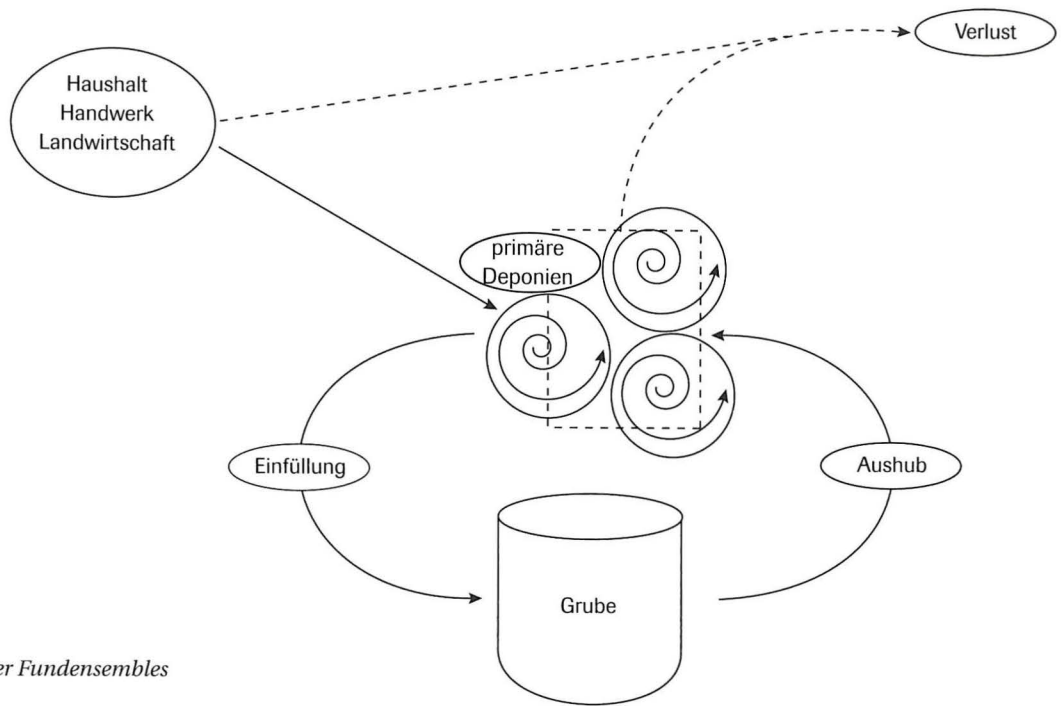 Verlust
Haushalt
Handwerk
Landwirtschaft
primäre
Deponien
Einfüllung
Aushub
Grube
er Fundensembles